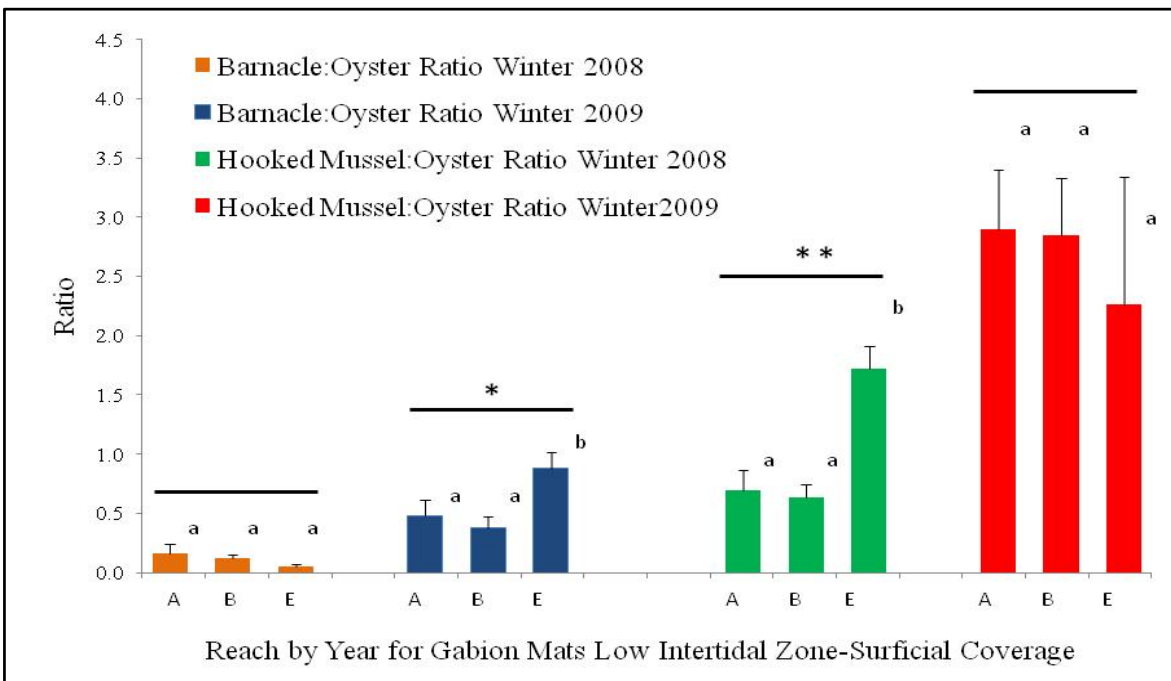 4.5
4.0
3.5
3.0
2.5
2.0
1.5
1.0
0.5
0.0
Ratio
Barnacle:Oyster Ratio Winter 2008
Barnacle:Oyster Ratio Winter 2009
Hooked Mussel:Oyster Ratio Winter 2008
Hooked Mussel:Oyster Ratio Winter2009
a a a
* a a b
** a a b
a a a
A B E A B E A B E A B E
Reach by Year for Gabion Mats Low Intertidal Zone-Surficial Coverage